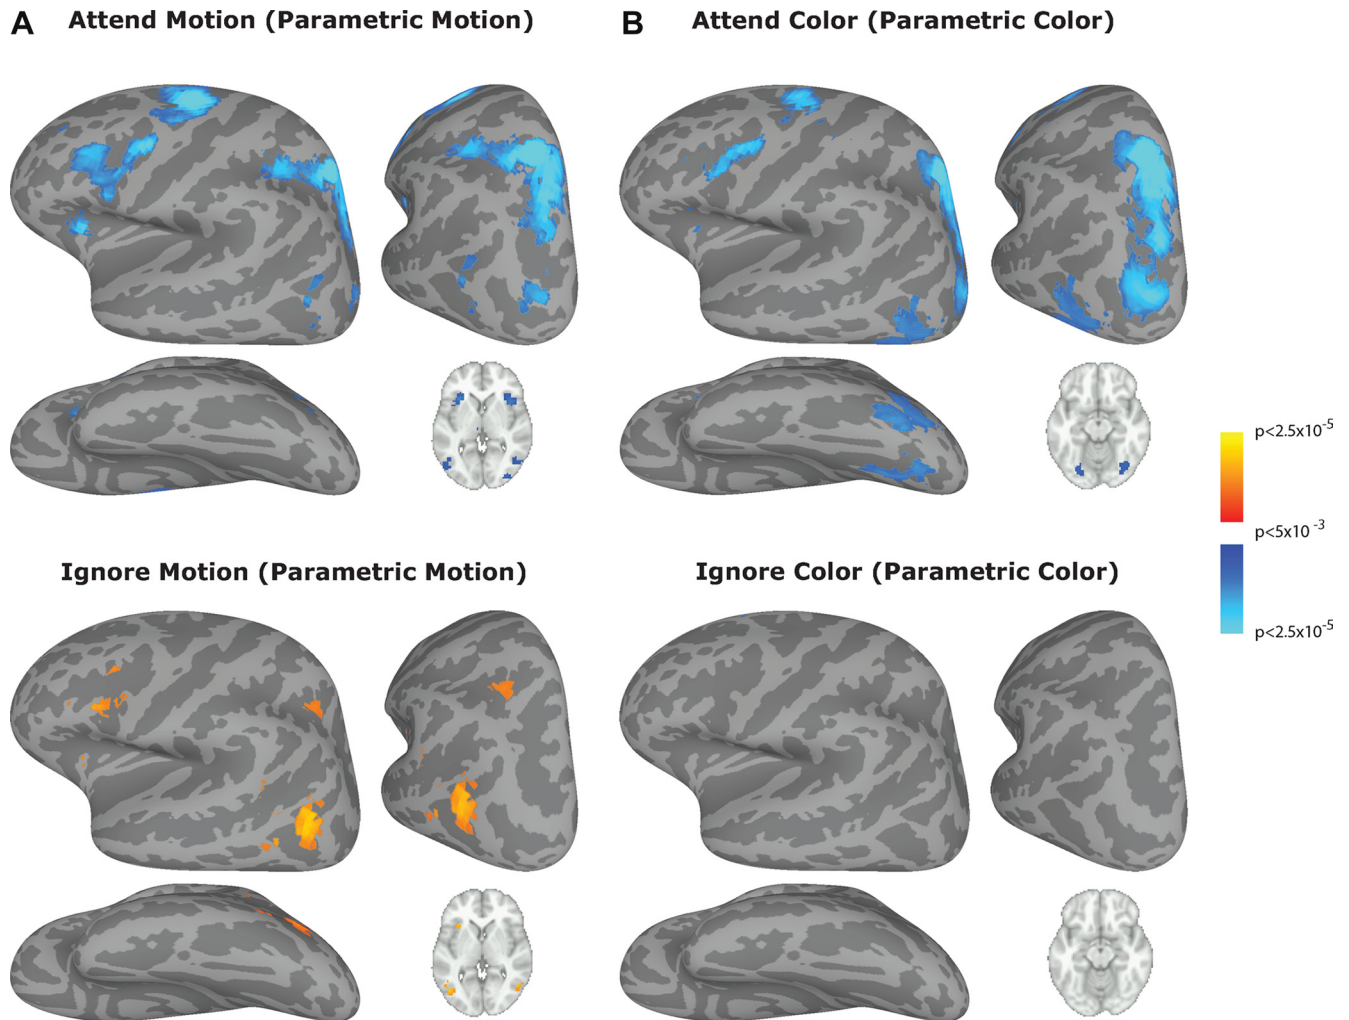 A Attend Motion (Parametric Motion)
B Attend Color (Parametric Color)
p<2.5x10-5
p<5x10 -3
p<2.5x10-5
Ignore Motion (Parametric Motion)
Ignore Color (Parametric Color)